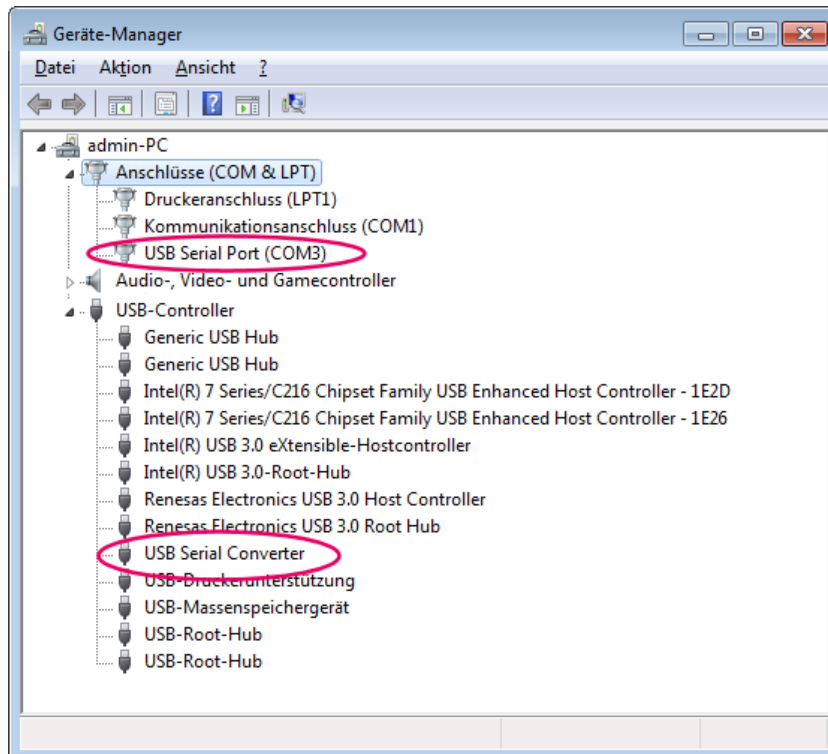 Geräte-Manager
Datei Aktion Ansicht ?
admin-PC
Anschlüsse (COM & LPT)
Druckeranschluss (LPT1)
Kommunikationsanschluss (COM1)
USB Serial Port (COM3)
Audio-, Video- und Gamecontroller
USB-Controller
Generic USB Hub
Generic USB Hub
Intel(R) 7 Series/C216 Chipset Family USB Enhanced Host Controller - 1E2D
Intel(R) 7 Series/C216 Chipset Family USB Enhanced Host Controller - 1E26
Intel(R) USB 3.0 eXtensible-Hostcontroller
Intel(R) USB 3.0-Root-Hub
Renesas Electronics USB 3.0 Host Controller
Renesas Electronics USB 3.0 Root Hub
USB Serial Converter
USB-Druckerunterstützung
USB-Massenspeichergerät
USB-Root-Hub
USB-Root-Hub